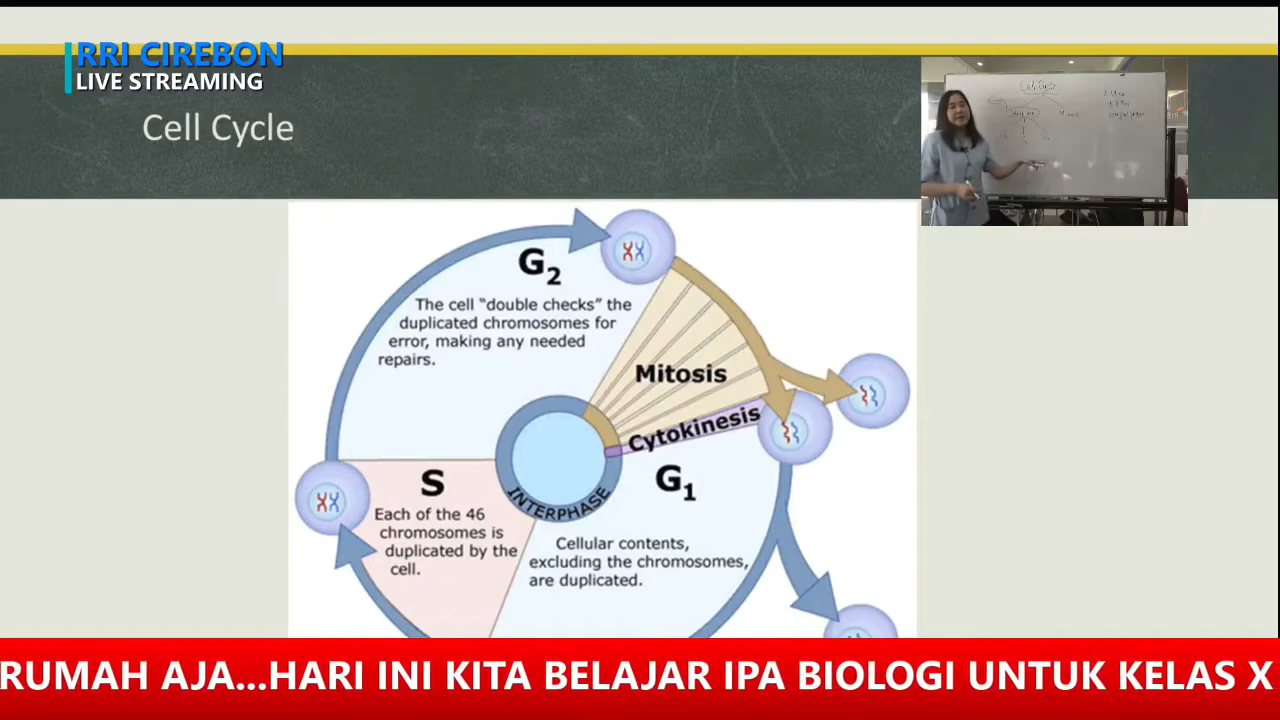 RRI CIREBON
LIVE STREAMING
Cell Cycle
Cell Cycle
G2
The cell “double checks” the
duplicated chromosomes for
error, making any needed
repairs.
Mitosis
Cytokinesis
S
Each of the 46
chromosomes is
duplicated by the
cell.
INTERPHASE
G1
Cellular contents,
excluding the chromosomes,
are duplicated.
RUMAH AJA...HARI INI KITA BELAJAR IPA BIOLOGI UNTUK KELAS X